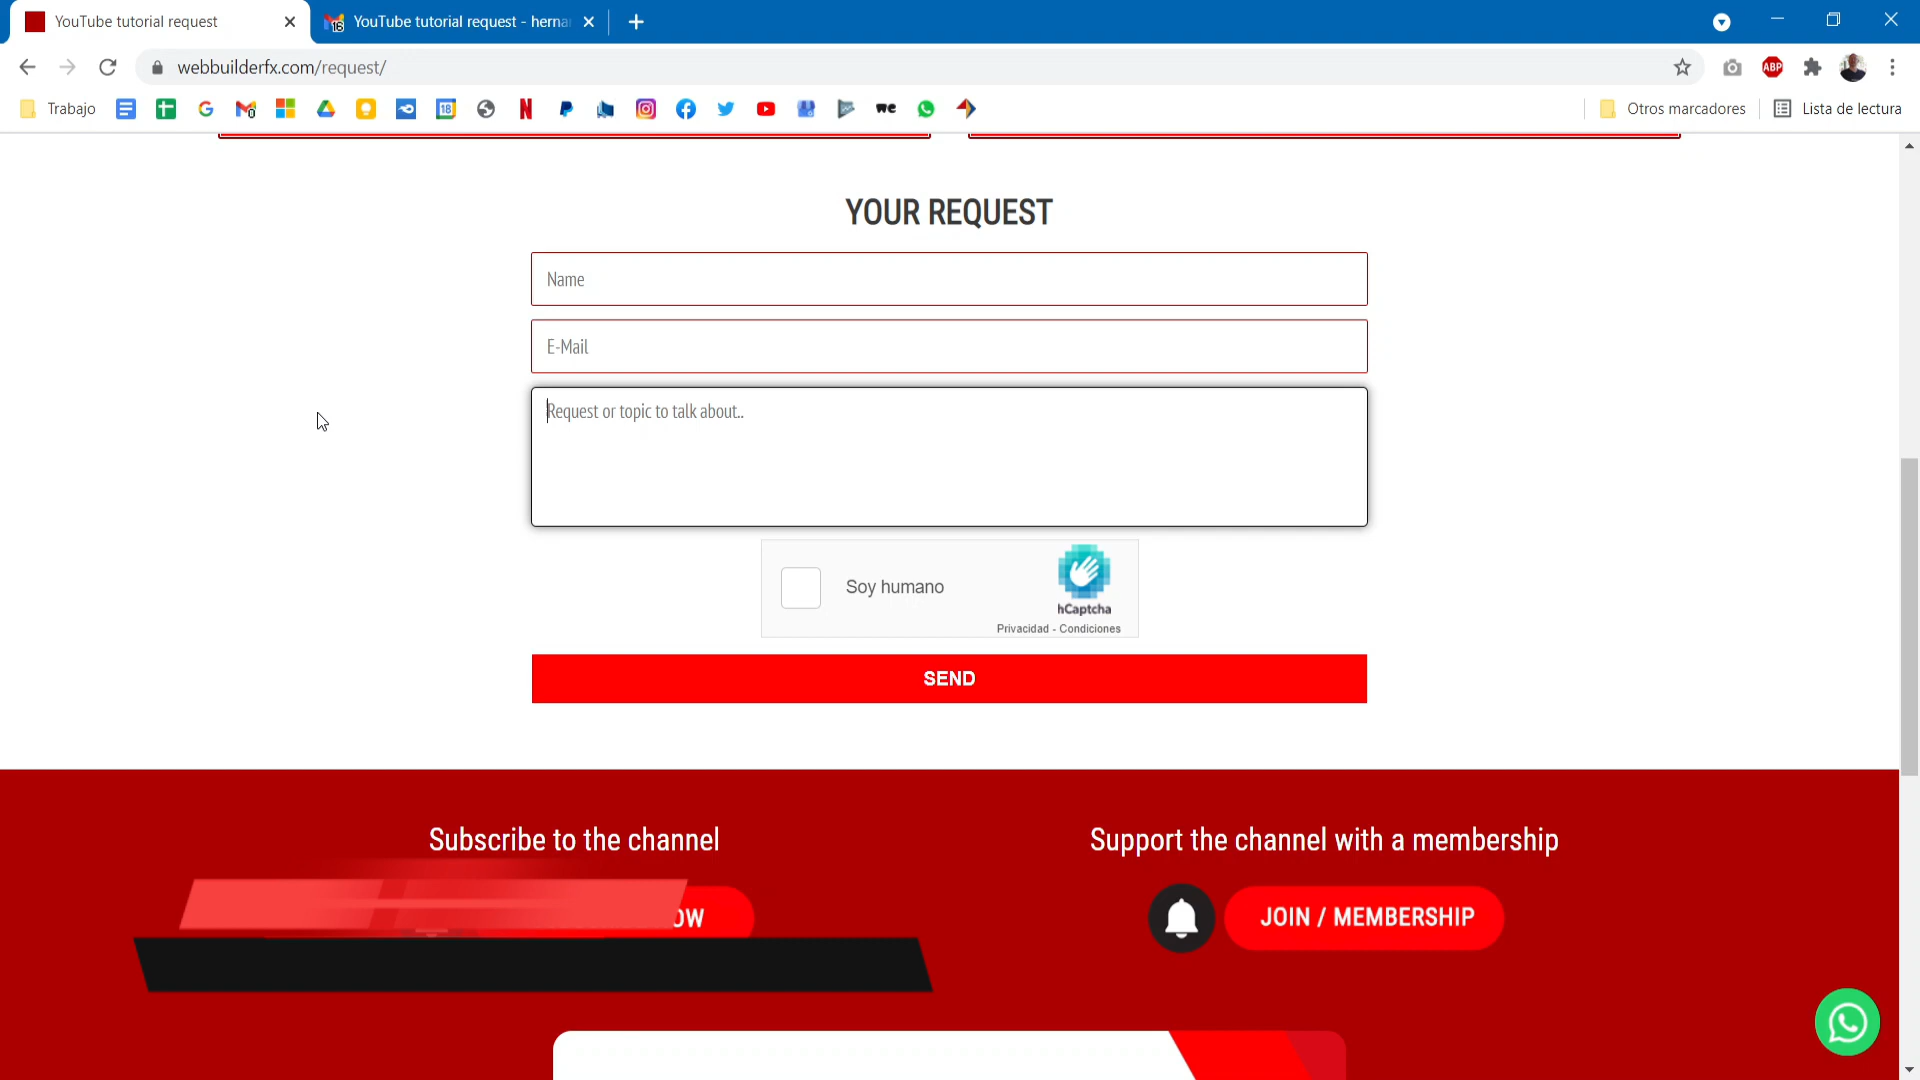 YouTube tutorial request
YouTube tutorial request - herna
webbuilderfx.com/request/
ABP
Trabajo
Otros marcadores
Lista de lectura
YOUR REQUEST
Name
E-Mail
Request or topic to talk about..
Soy humano
hCaptcha
Privacidad - Condiciones
SEND
Subscribe to the channel
Support the channel with a membership
JOIN / MEMBERSHIP